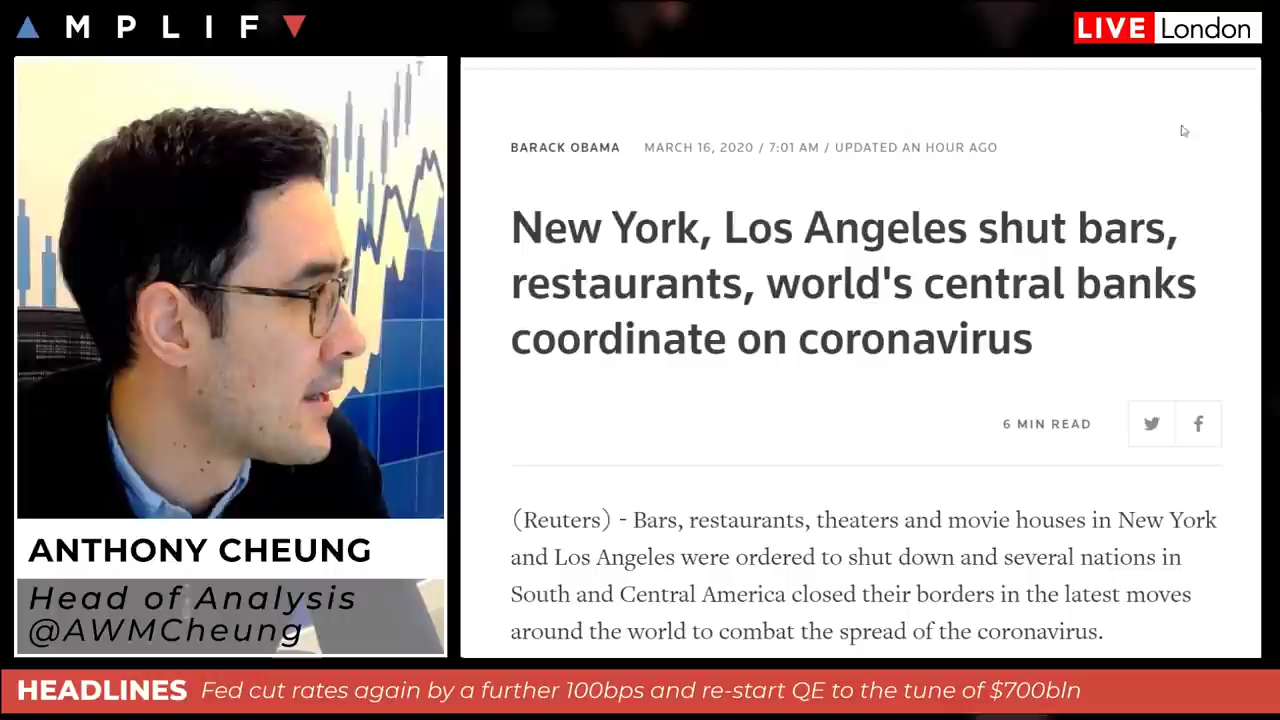 AMPLIFY
LIVE London
BARACK OBAMA MARCH 16, 2020 / 7:01 AM / UPDATED AN HOUR AGO
New York, Los Angeles shut bars,
restaurants, world's central banks
coordinate on coronavirus
6 MIN READ
(Reuters) - Bars, restaurants, theaters and movie houses in New York
and Los Angeles were ordered to shut down and several nations in
South and Central America closed their borders in the latest moves
around the world to combat the spread of the coronavirus.
ANTHONY CHEUNG
Head of Analysis
@AWMCheung
HEADLINES Fed cut rates again by a further 100bps and re-start QE to the tune of $700bln